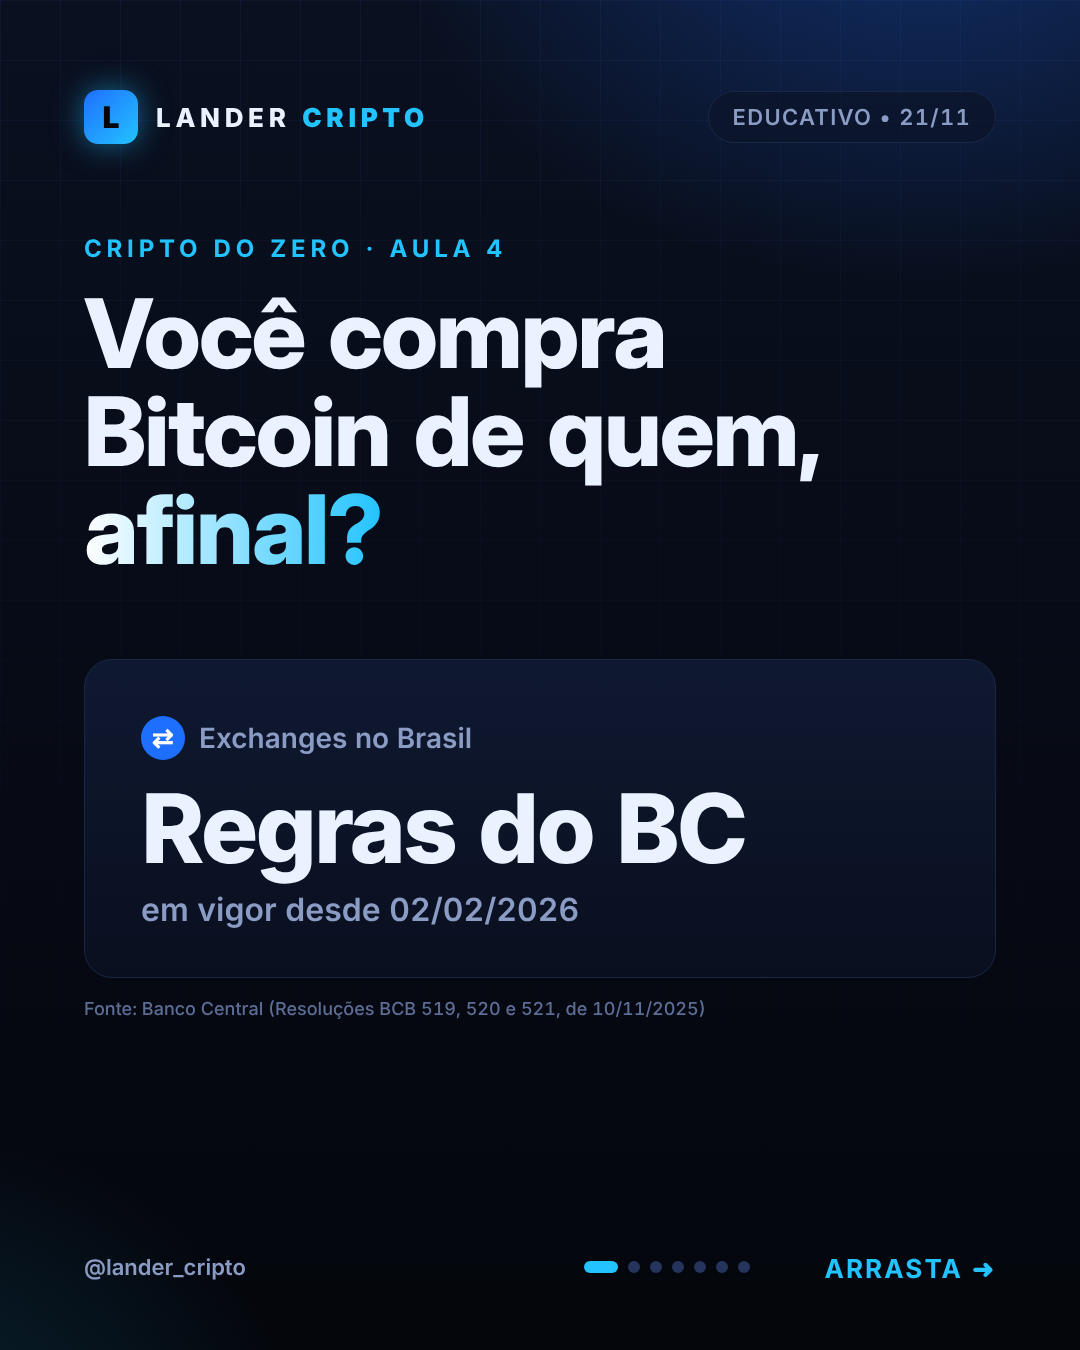 L LANDER CRIPTO
EDUCATIVO • 21/11
CRIPTO DO ZERO · AULA 4
Você compra
Bitcoin de quem,
afinal?
⇄ Exchanges no Brasil
Regras do BC
em vigor desde 02/02/2026
Fonte: Banco Central (Resoluções BCB 519, 520 e 521, de 10/11/2025)
@lander_cripto
ARRASTA ➜